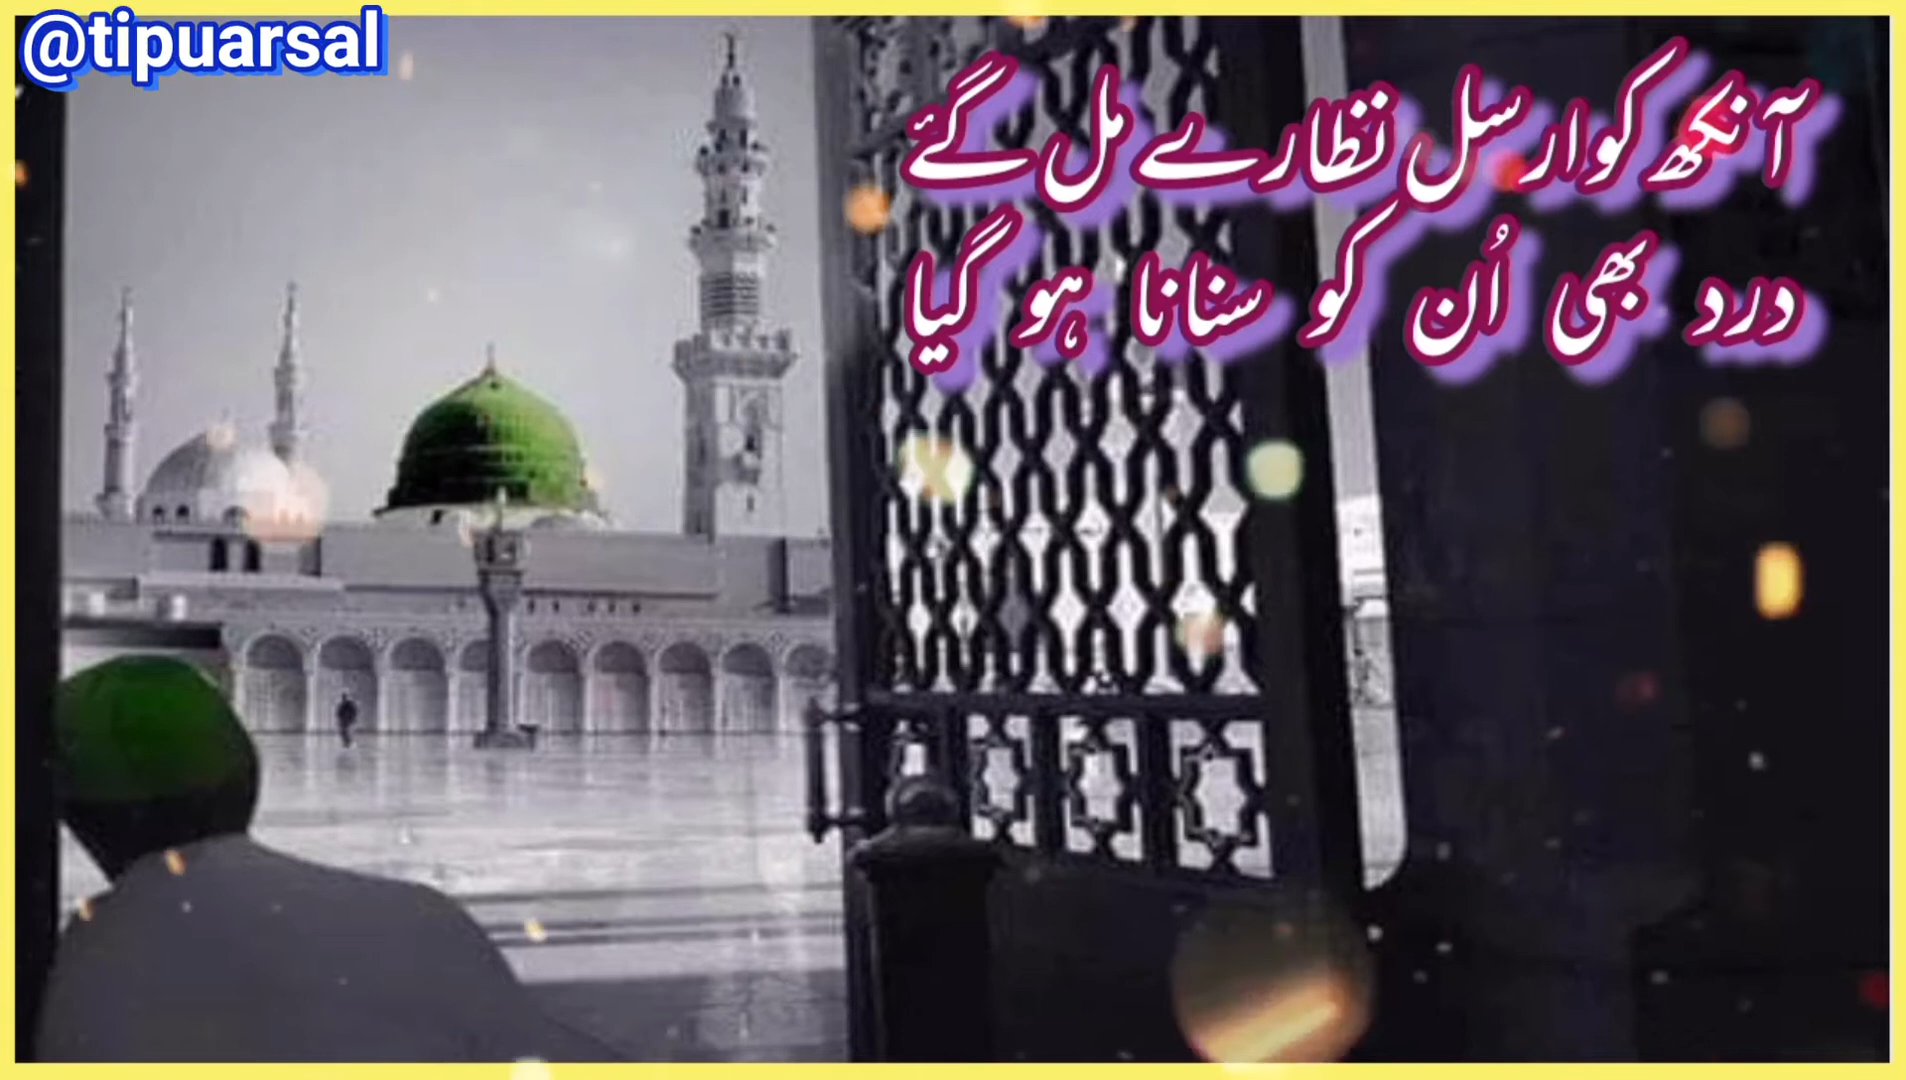 @tipuarsal
آنکھ کو ارسل نظارے مل گئے
درد بھی اُن کو سنانا ہو گیا